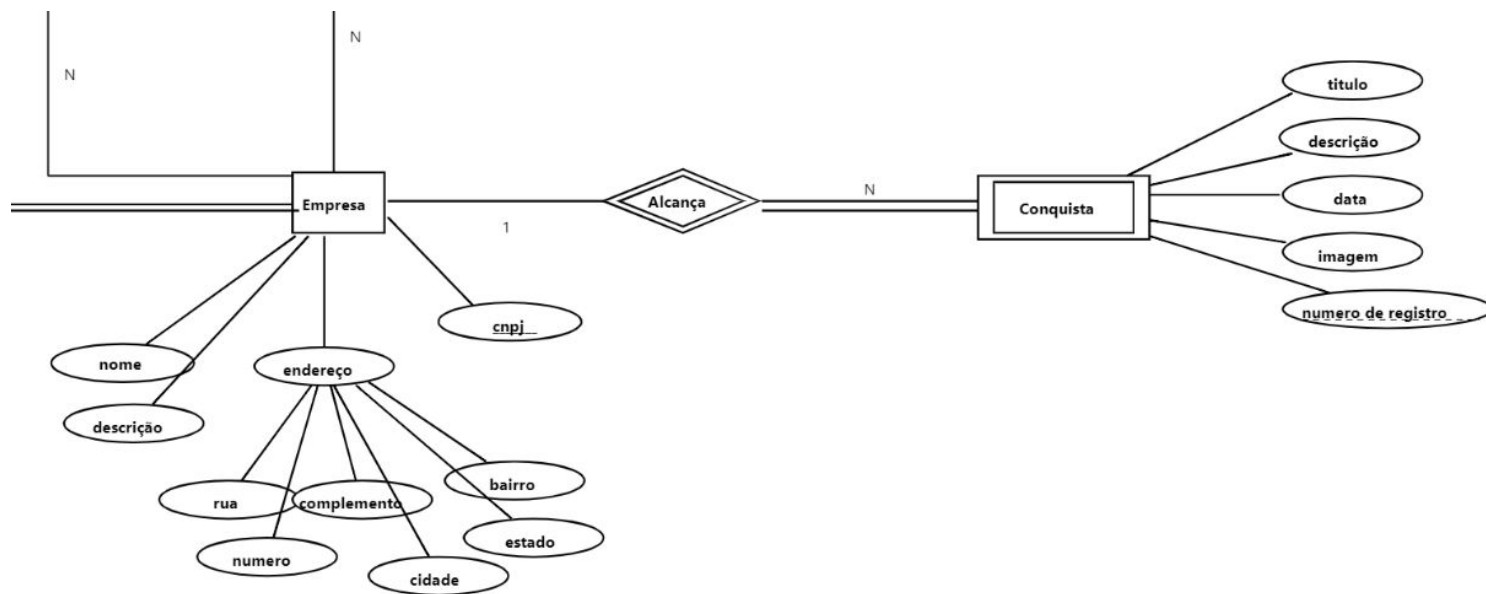 N
N
titulo
descrição
data
imagem
numero de registro
Empresa
1
Alcança
N
Conquista
cnpj
nome
endereço
descrição
rua
complemento
bairro
numero
estado
cidade